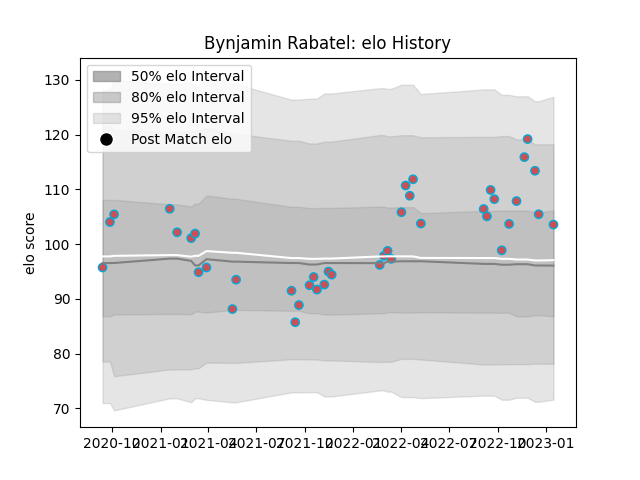 Bynjamin Rabatel: elo History
50% elo Interval
80% elo Interval
95% elo Interval
Post Match elo
elo score
130
120
110
100
90
80
70
2020-10 2021-01 2021-04 2021-07 2021-10 2022-01 2022-04 2022-07 2022-10 2023-01